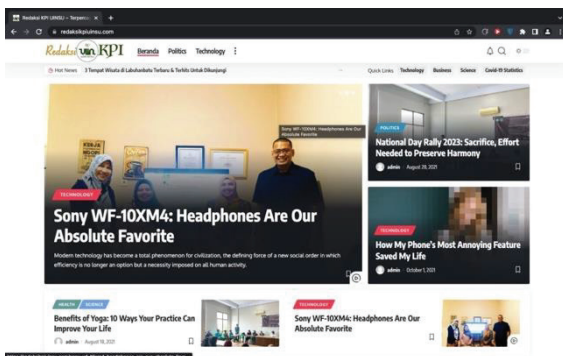 Redaksi KPI UINSU – Terperc
redaksikpiuinsu.com
Redaksi uin KPI
Beranda Politics Technology
Hot News 3 Tempat Wisata di Labuhanbatu Terbaru & Terhits Untuk Dikunjungi
Quick Links Technology Business Science Covid-19 Statistics
KERJA
Sony WF-10XM4: Headphones Are Our
Absolute Favorite
TECHNOLOGY
Sony WF-10XM4: Headphones Are Our
Absolute Favorite
Modern technology has become a total phenomenon for civilization, the defining force of a new social order in which
efficiency is no longer an option but a necessity imposed on all human activity.
POLITICS
National Day Rally 2023: Sacrifice, Effort
Needed to Preserve Harmony
admin August 28, 2021
TECHNOLOGY
How My Phone's Most Annoying Feature
Saved My Life
admin October 1, 2021
HEALTH / SCIENCE
Benefits of Yoga: 10 Ways Your Practice Can
Improve Your Life
admin August 18, 2021
TECHNOLOGY
Sony WF-10XM4: Headphones Are Our
Absolute Favorite